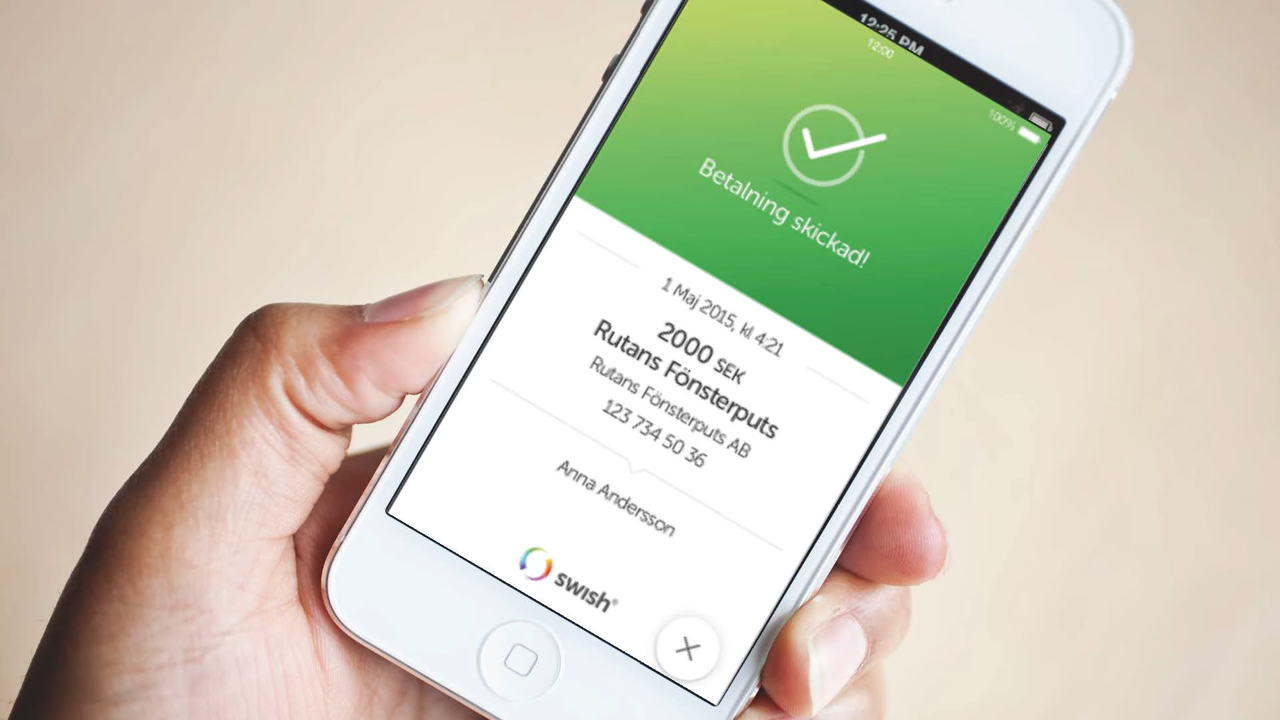 12:25 PM
12:00
100%
Betalning skickad!
1 Maj 2015, kl 4:21
2000 SEK
Rutans Fönsterputs
Rutans Fönsterputs AB
123 734 50 36
Anna Andersson
swish®